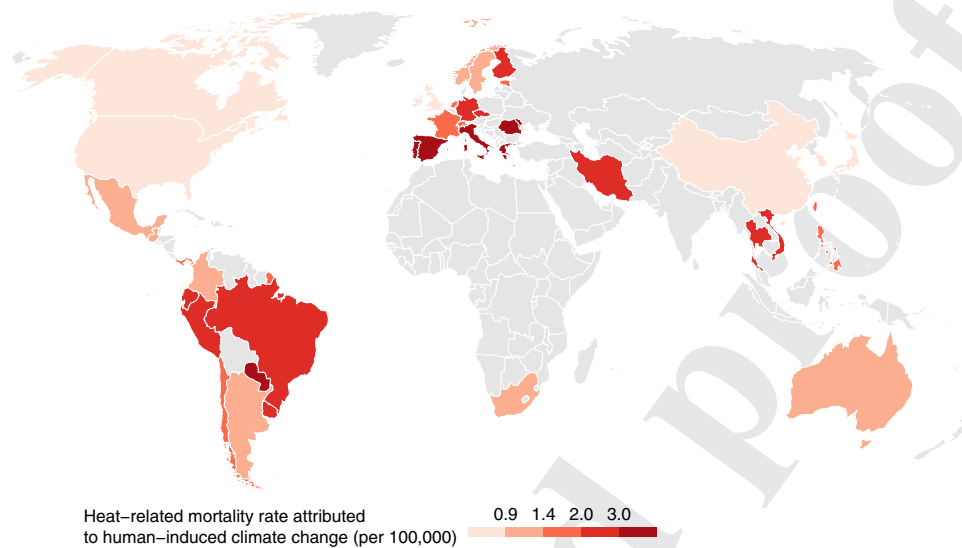 Heat−related mortality rate attributed
to human−induced climate change (per 100,000)
0.9 1.4 2.0 3.0
d proof